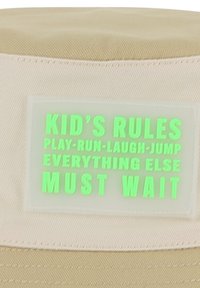 KID'S RULES
PLAY-RUN-LAUGH-JUMP
EVERYTHING ELSE
MUST WAIT